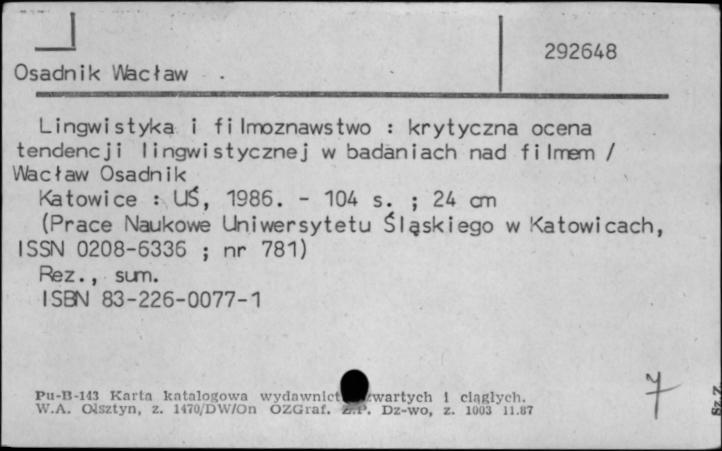 292648
Osadnik Wacław
Lingwistyka i filmoznawstwo : krytyczna ocena
tendencji lingwistycznej w badaniach nad filmem /
Wacław Osadnik
Katowice : UŚ, 1986. - 104 s. ; 24 cm
(Prace Naukowe Uniwersytetu Śląskiego w Katowicach,
ISSN 0208-6336 ; nr 781)
Rez., sum.
ISBN 83-226-0077-1
Pu-B-143 Karta katalogowa wydawnict zwartych i ciągłych.
W.A. Olsztyn, z. 1470/DW/On OZGraf. Z.P. Dz-wo, z. 1003 11.87
Sz.Z.